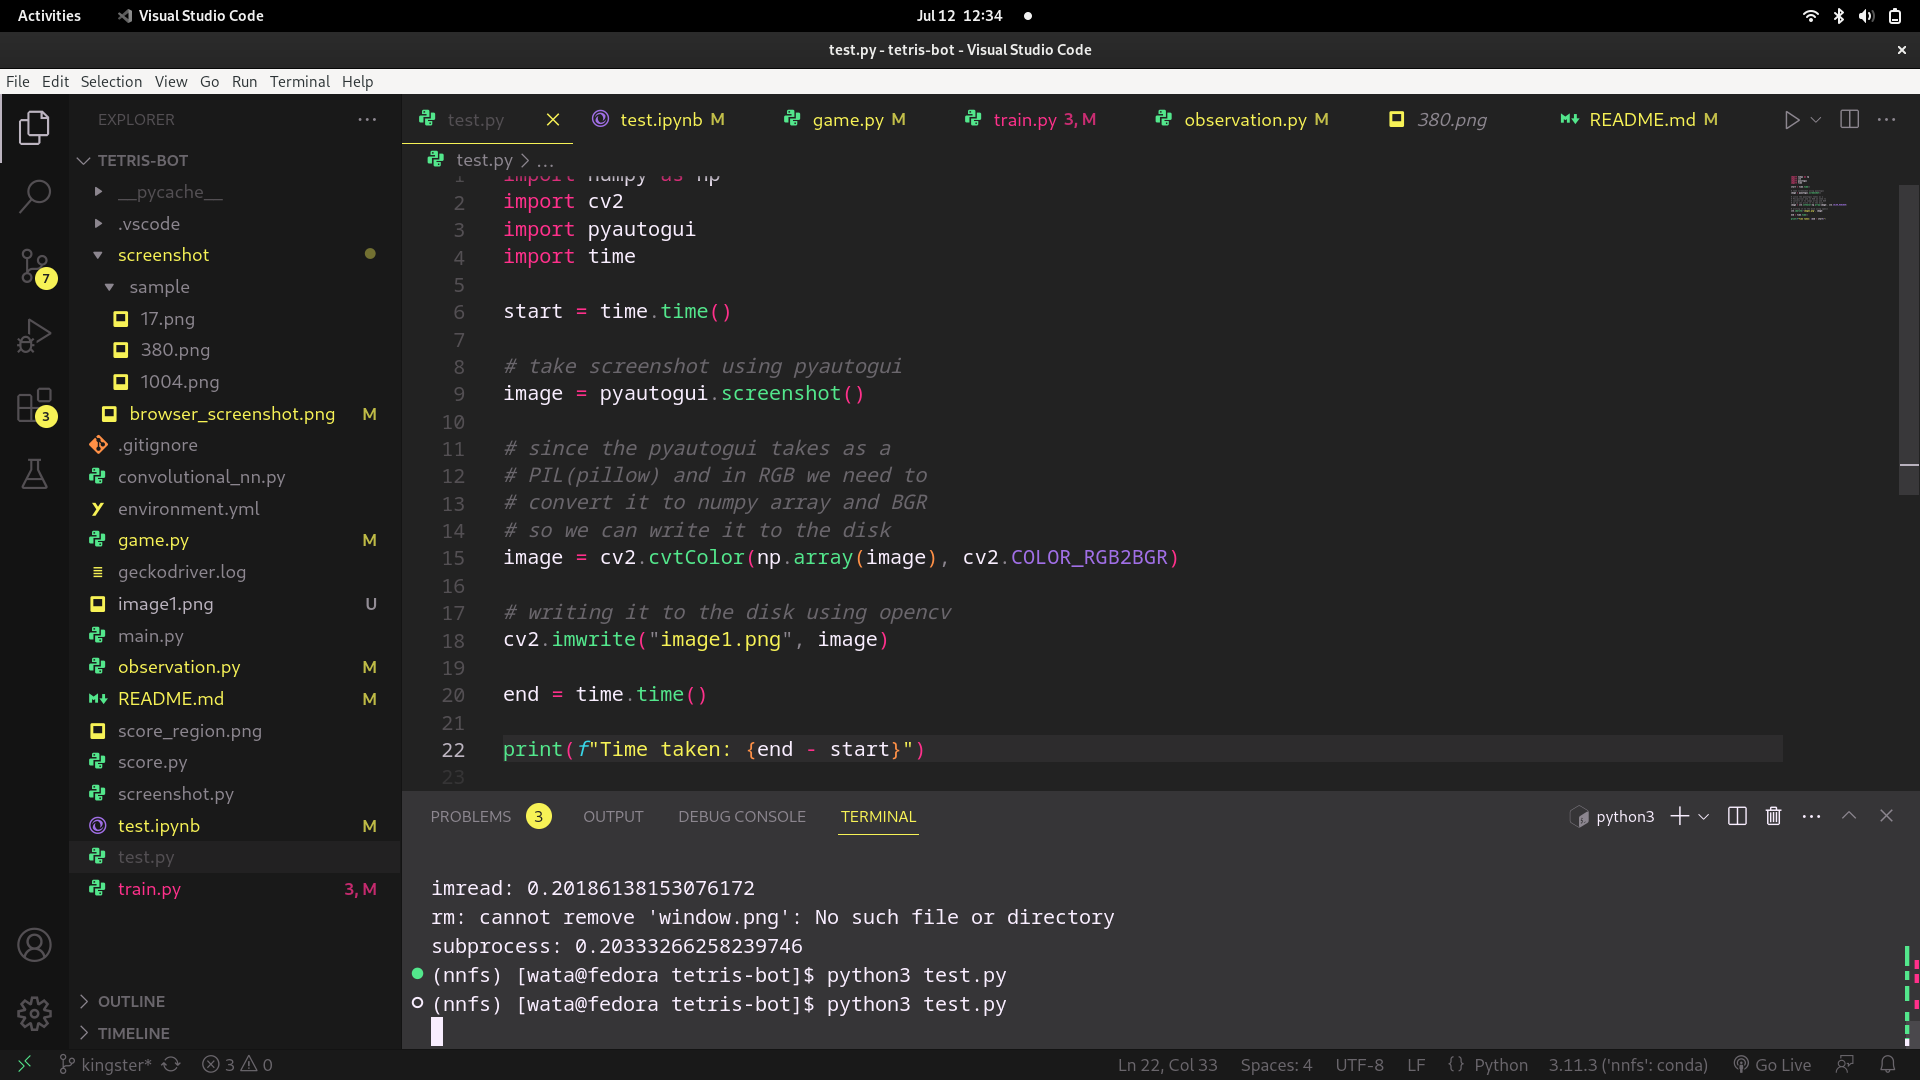 Activities
Visual Studio Code
Jul 12 12:34
test.py - tetris-bot - Visual Studio Code
File Edit Selection View Go Run Terminal Help
EXPLORER
TETRIS-BOT
__pycache__
.vscode
screenshot
sample
17.png
380.png
1004.png
browser_screenshot.png M
.gitignore
convolutional_nn.py
environment.yml
game.py M
geckodriver.log
image1.png U
main.py
observation.py M
README.md M
score_region.png
score.py
screenshot.py
test.ipynb M
test.py
train.py 3, M
OUTLINE
TIMELINE
7
3
test.py
test.ipynb M
game.py M
train.py 3, M
observation.py M
380.png
README.md M
test.py > ...
1 import numpy as np
2 import cv2
3 import pyautogui
4 import time
5
6 start = time.time()
7
8 # take screenshot using pyautogui
9 image = pyautogui.screenshot()
10
11 # since the pyautogui takes as a
12 # PIL(pillow) and in RGB we need to
13 # convert it to numpy array and BGR
14 # so we can write it to the disk
15 image = cv2.cvtColor(np.array(image), cv2.COLOR_RGB2BGR)
16
17 # writing it to the disk using opencv
18 cv2.imwrite("image1.png", image)
19
20 end = time.time()
21
22 print(f"Time taken: {end - start}")
23
PROBLEMS 3 OUTPUT DEBUG CONSOLE TERMINAL
python3
imread: 0.20186138153076172
rm: cannot remove 'window.png': No such file or directory
subprocess: 0.20333266258239746
(nnfs) [wata@fedora tetris-bot]$ python3 test.py
(nnfs) [wata@fedora tetris-bot]$ python3 test.py
kingster* 3 0
Ln 22, Col 33 Spaces: 4 UTF-8 LF {} Python 3.11.3 ('nnfs': conda) Go Live